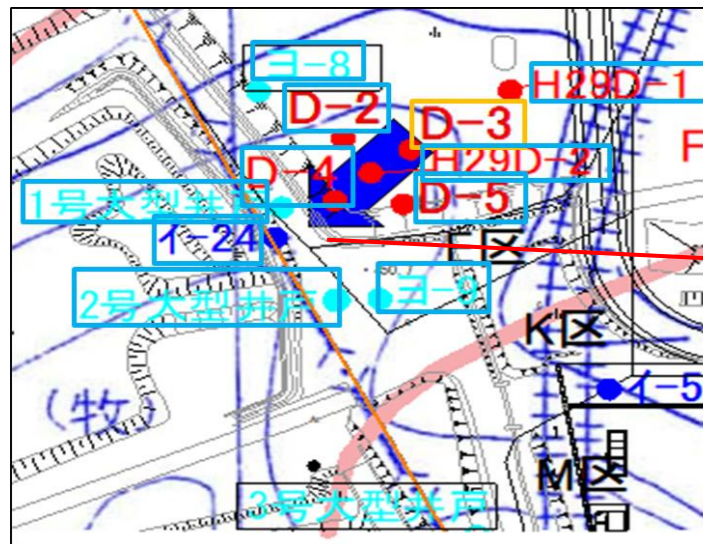 ヨ-8
H29D-1
D-2
D-3
D-4
H29D-2
D-5
1号大型井
イ-24
区
2号大型井戸
ヨ-9
K区
イ-5
(牧)
M区
3号大型井戸